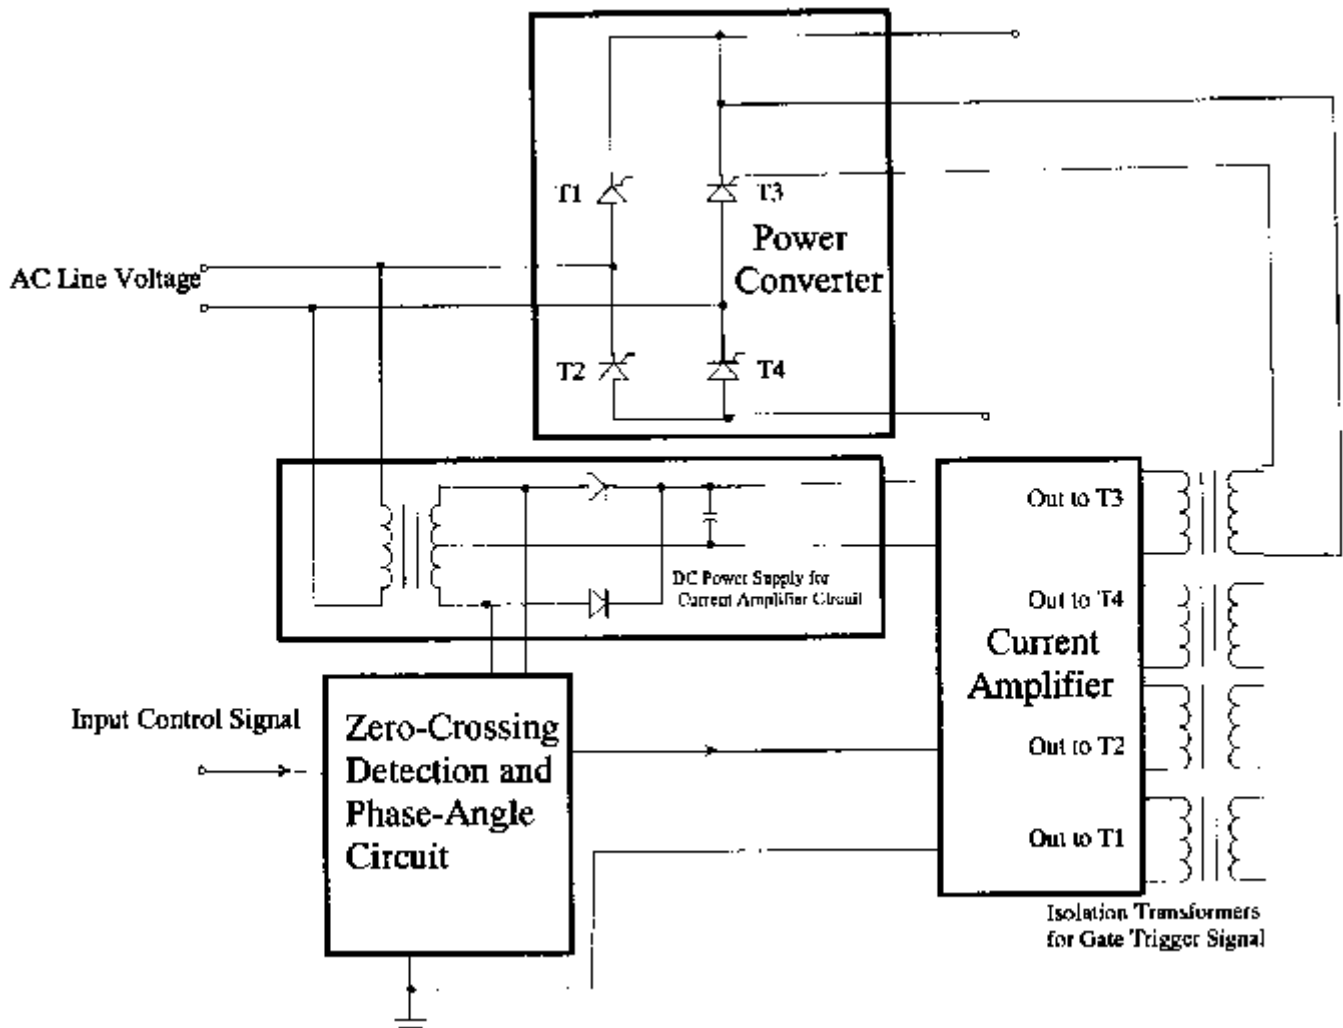 T1
T3
Power
Converter
AC Line Voltage
T2
T4
Out to T3
DC Power Supply for
Current Amplifier Circuit
Out to T4
Current
Amplifier
Input Control Signal
Zero-Crossing
Detection and
Phase-Angle
Circuit
Out to T2
Out to T1
Isolation Transformers
for Gate Trigger Signal